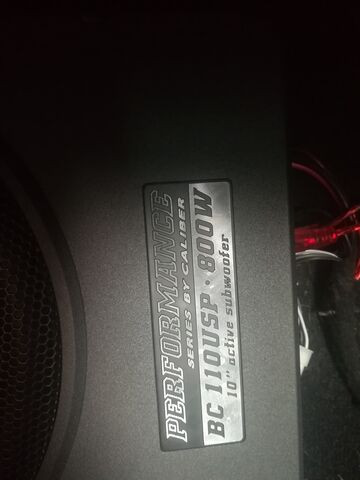 PERFORMANCE
SERIES BY CALIBER
BC 110USP · 800W
10" active subwoofer